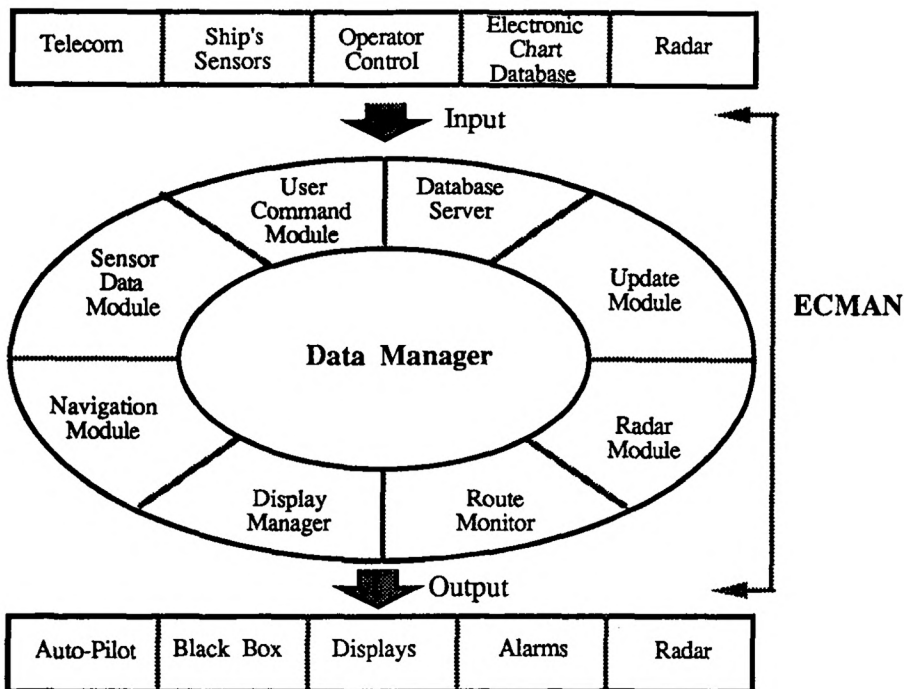 Telecom
Ship's
Sensors
Operator
Control
Electronic
Chart
Database
Radar
Input
User
Command
Module
Database
Server
Sensor
Data
Module
Update
Module
ECMAN
Data Manager
Navigation
Module
Radar
Module
Display
Manager
Route
Monitor
Output
Auto-Pilot
Black Box
Displays
Alarms
Radar